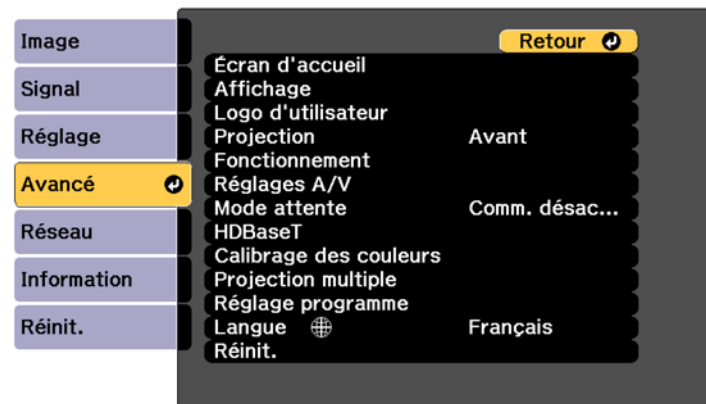 Image
Signal
Réglage
Avancé
Réseau
Information
Réinit.
Retour
Écran d'accueil
Affichage
Logo d'utilisateur
Projection Avant
Fonctionnement
Réglages A/V
Mode attente Comm. désac...
HDBaseT
Calibrage des couleurs
Projection multiple
Réglage programme
Langue Français
Réinit.